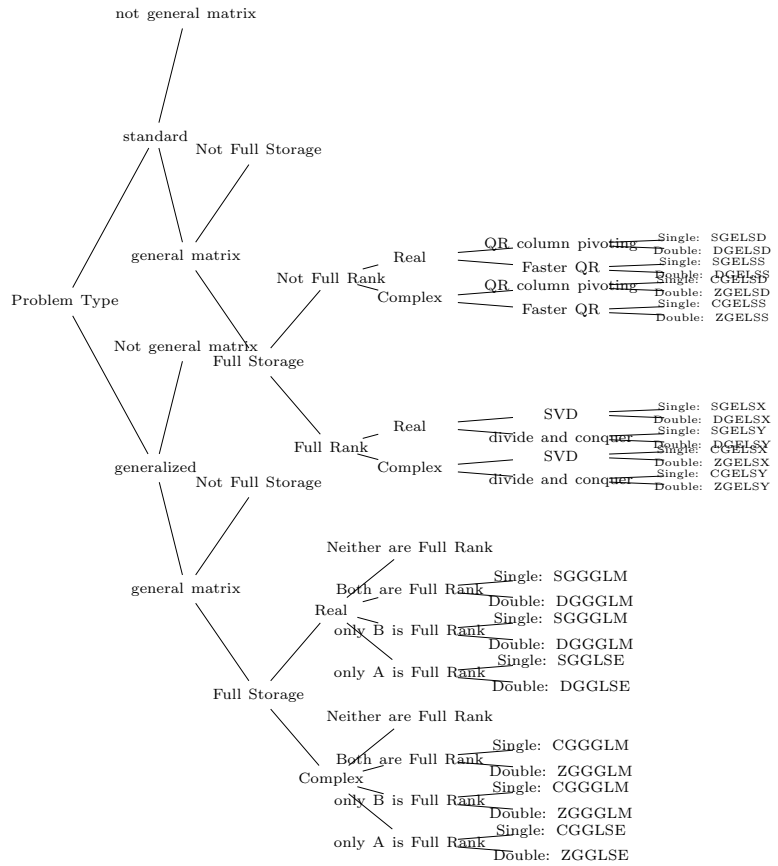 not general matrix
standard
Not Full Storage
QR column pivoting
Single: SGELSD
Double: DGELSD
general matrix
Real
Faster QR
Single: SGELSS
Double: DGELSS
Not Full Rank
QR column pivoting
Single: CGELSD
Double: ZGELSD
Complex
Problem Type
Faster QR
Single: CGELSS
Double: ZGELSS
Not general matrix
Full Storage
SVD
Single: SGELSX
Double: DGELSX
Real
divide and conquer
Single: SGELSY
Double: DGELSY
Full Rank
SVD
Single: CGELSX
Double: ZGELSX
generalized
Complex
divide and conquer
Single: CGELSY
Double: ZGELSY
Not Full Storage
Neither are Full Rank
general matrix
Both are Full Rank
Single: SGGGLM
Double: DGGGLM
Real
only B is Full Rank
Single: SGGGLM
Double: DGGGLM
only A is Full Rank
Single: SGGLSE
Double: DGGLSE
Full Storage
Neither are Full Rank
Both are Full Rank
Single: CGGGLM
Double: ZGGGLM
Complex
only B is Full Rank
Single: CGGGLM
Double: ZGGGLM
only A is Full Rank
Single: CGGLSE
Double: ZGGLSE